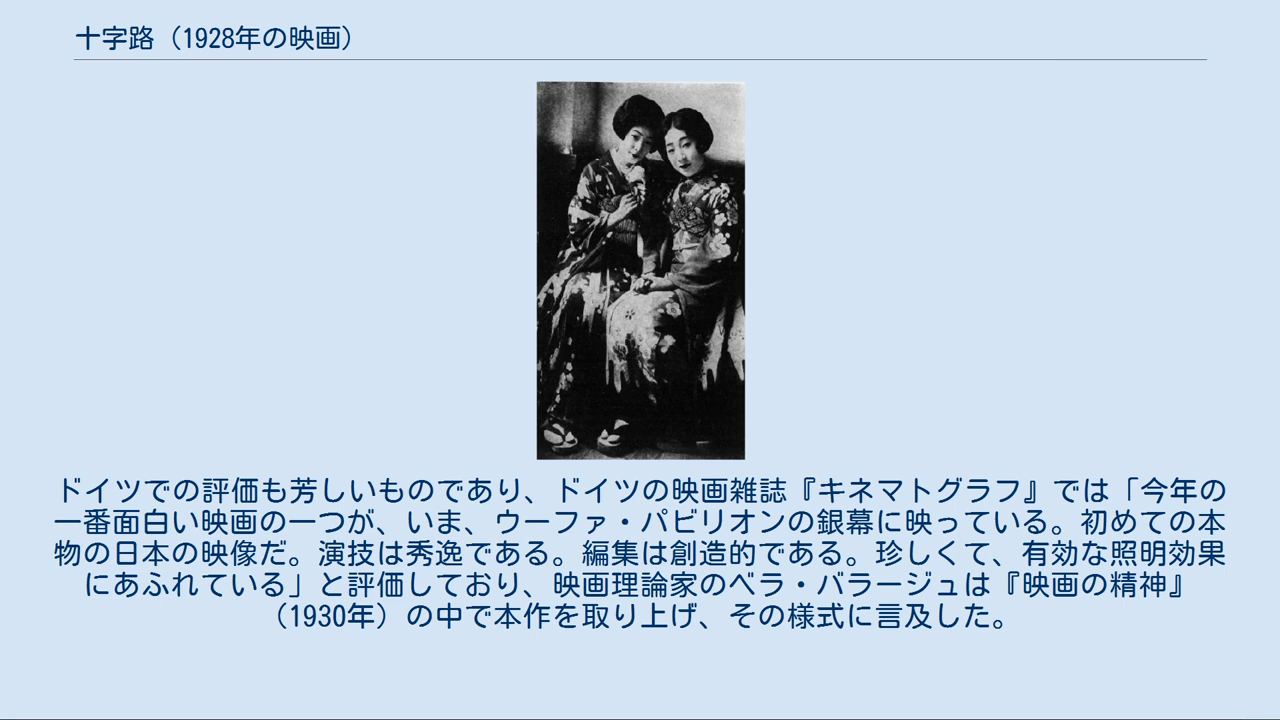 十字路（1928年の映画）
ドイツでの評価も芳しいものであり、ドイツの映画雑誌『キネマトグラフ』では「今年の
一番面白い映画の一つが、いま、ウーファ・パビリオンの銀幕に映っている。初めての本
物の日本の映像だ。演技は秀逸である。編集は創造的である。珍しくて、有効な照明効果
にあふれている」と評価しており、映画理論家のベラ・バラージュは『映画の精神』
（1930年）の中で本作を取り上げ、その様式に言及した。